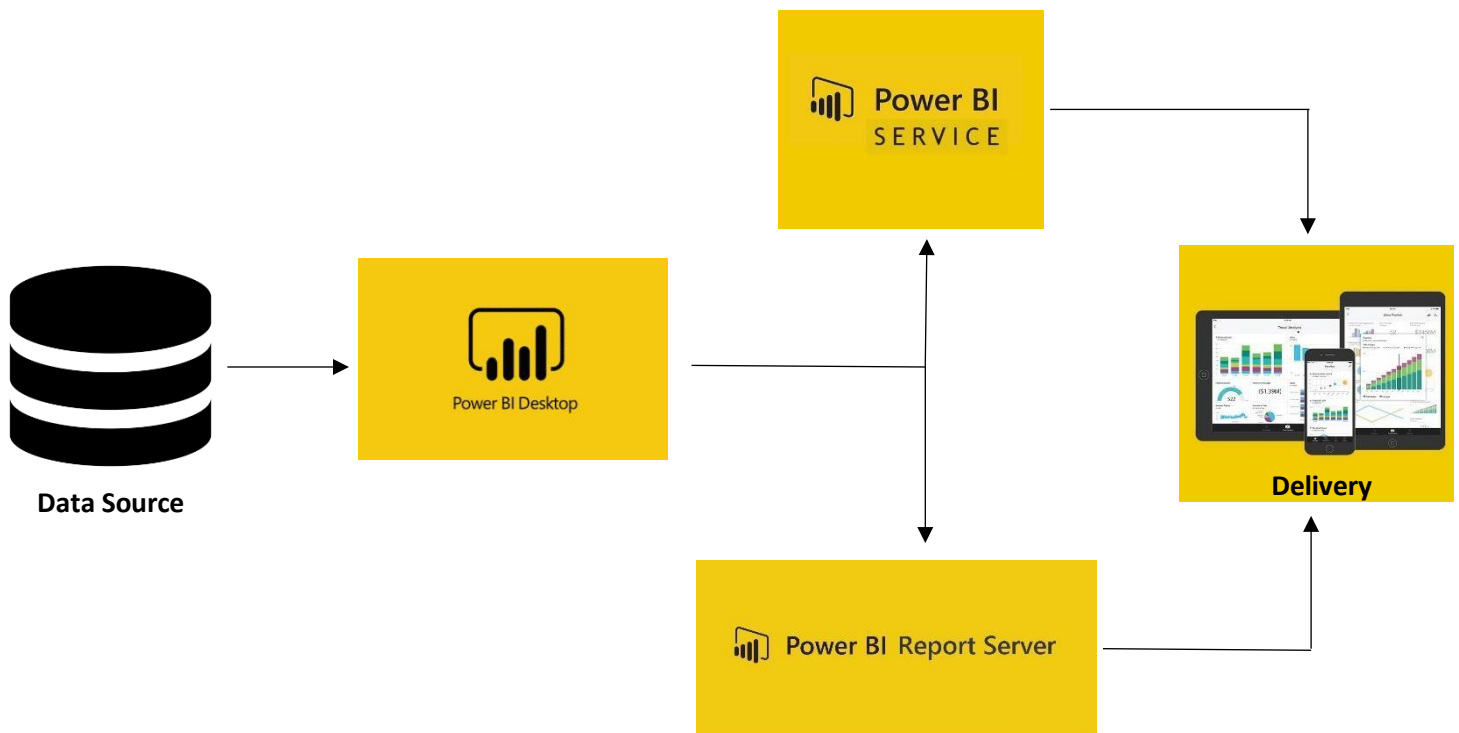 Power BI
SERVICE
Power BI Desktop
Data Source
Delivery
Power BI Report Server